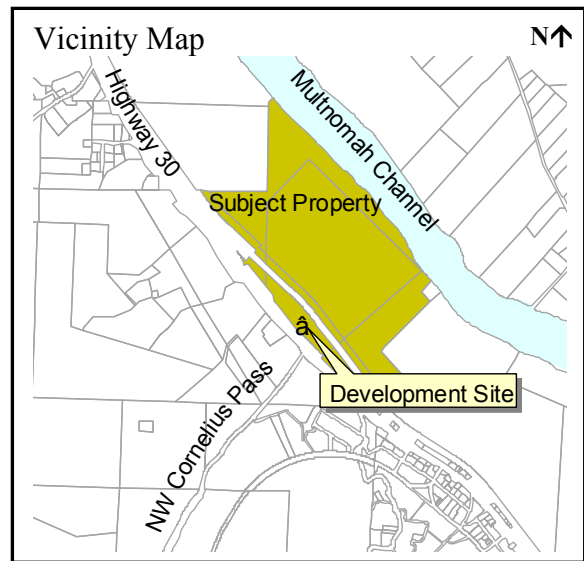 Vicinity Map
N↑
Highway 30
Multnomah Channel
Subject Property
â
Development Site
NW Cornelius Pass